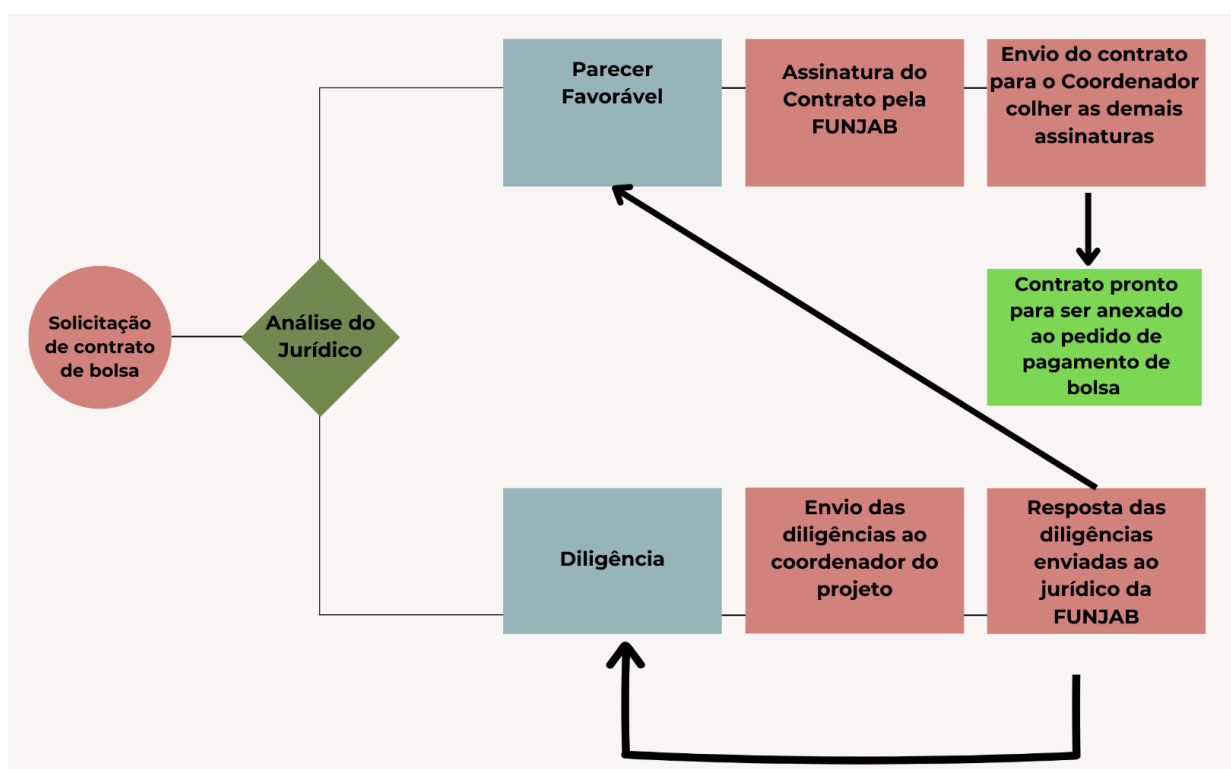 Solicitação
de contrato
de bolsa
Análise do
Jurídico
Parecer
Favorável
Assinatura do
Contrato pela
FUNJAB
Envio do contrato
para o Coordenador
colher as demais
assinaturas
Contrato pronto
para ser anexado
ao pedido de
pagamento de
bolsa
Diligência
Envio das
diligências ao
coordenador do
projeto
Resposta das
diligências
enviadas ao
jurídico da
FUNJAB